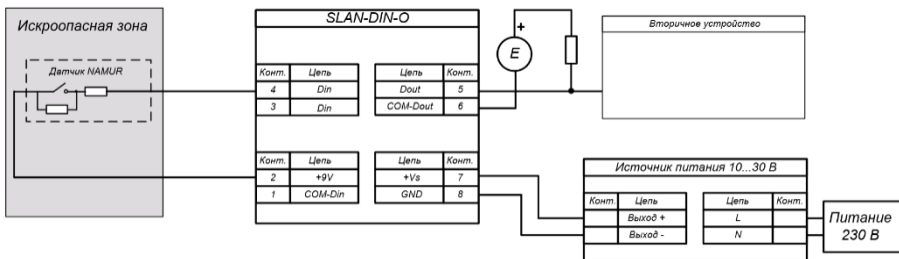 Искроопасная зона
Датчик NAMUR
SLAN-DIN-O
Конт. Цепь Цепь Конт.
4 Din Dout 5
3 Din COM-Dout 6
Конт. Цепь Цепь Конт.
2 +9V +Vs 7
1 COM-Din GND 8
+
E
Вторичное устройство
Источник питания 10...30 В
Конт. Цепь Цепь Конт.
Выход + L
Выход - N
Питание
230 В